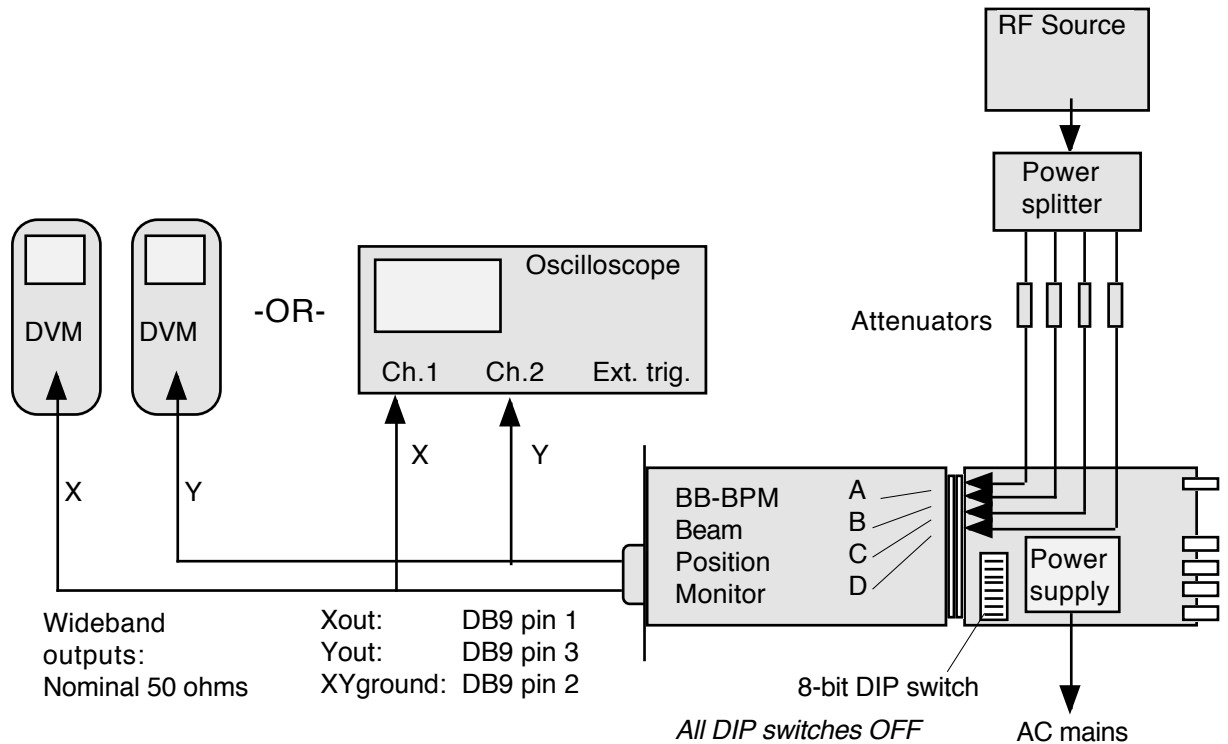 RF Source
Power
splitter
Attenuators
DVM
DVM
-OR-
Oscilloscope
Ch.1 Ch.2 Ext. trig.
X
Y
X
Y
BB-BPM
Beam
Position
Monitor
A
B
C
D
Power
supply
Wideband
outputs:
Nominal 50 ohms
Xout: DB9 pin 1
Yout: DB9 pin 3
XYground: DB9 pin 2
8-bit DIP switch
All DIP switches OFF
AC mains